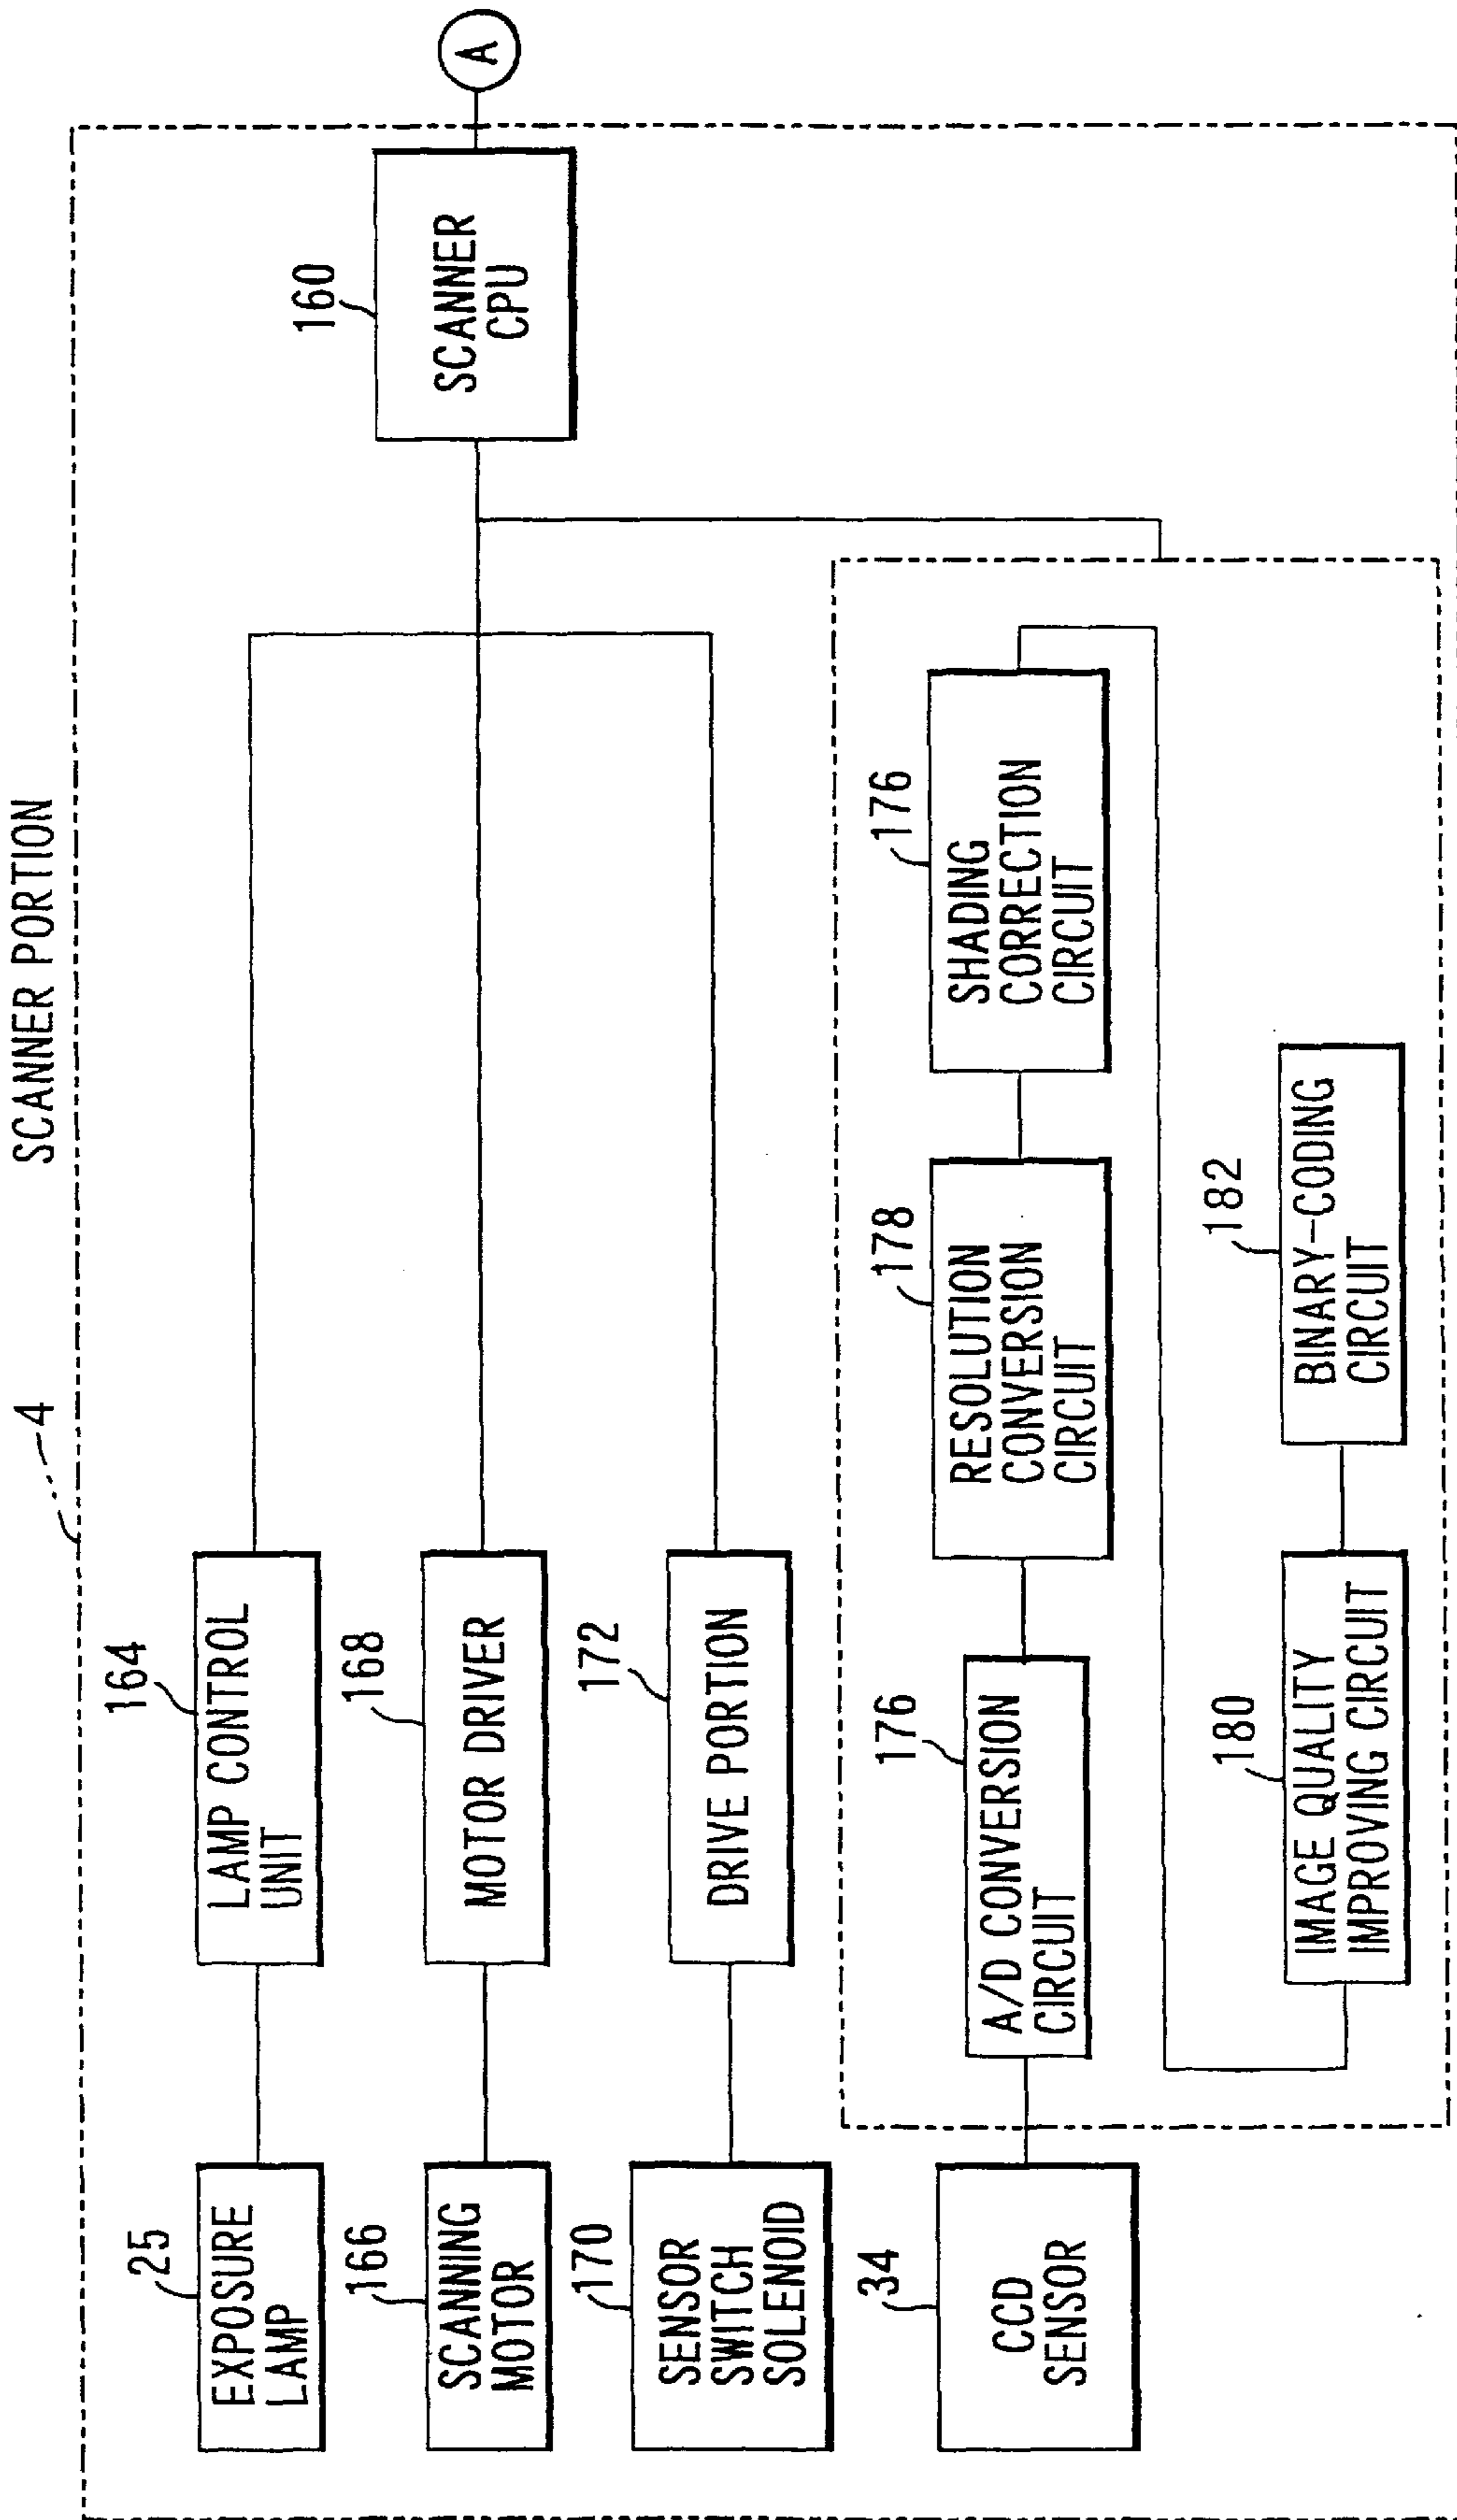 SCANNER PORTION
4
A
160
SCANNER
CPU
25
EXPOSURE
LAMP
164
LAMP CONTROL
UNIT
166
SCANNING
MOTOR
168
MOTOR DRIVER
170
SENSOR
SWITCH
SOLENOID
172
DRIVE PORTION
34
CCD
SENSOR
176
A/D CONVERSION
CIRCUIT
178
RESOLUTION
CONVERSION
CIRCUIT
176
SHADING
CORRECTION
CIRCUIT
180
IMAGE QUALITY
IMPROVING CIRCUIT
182
BINARY-CODING
CIRCUIT